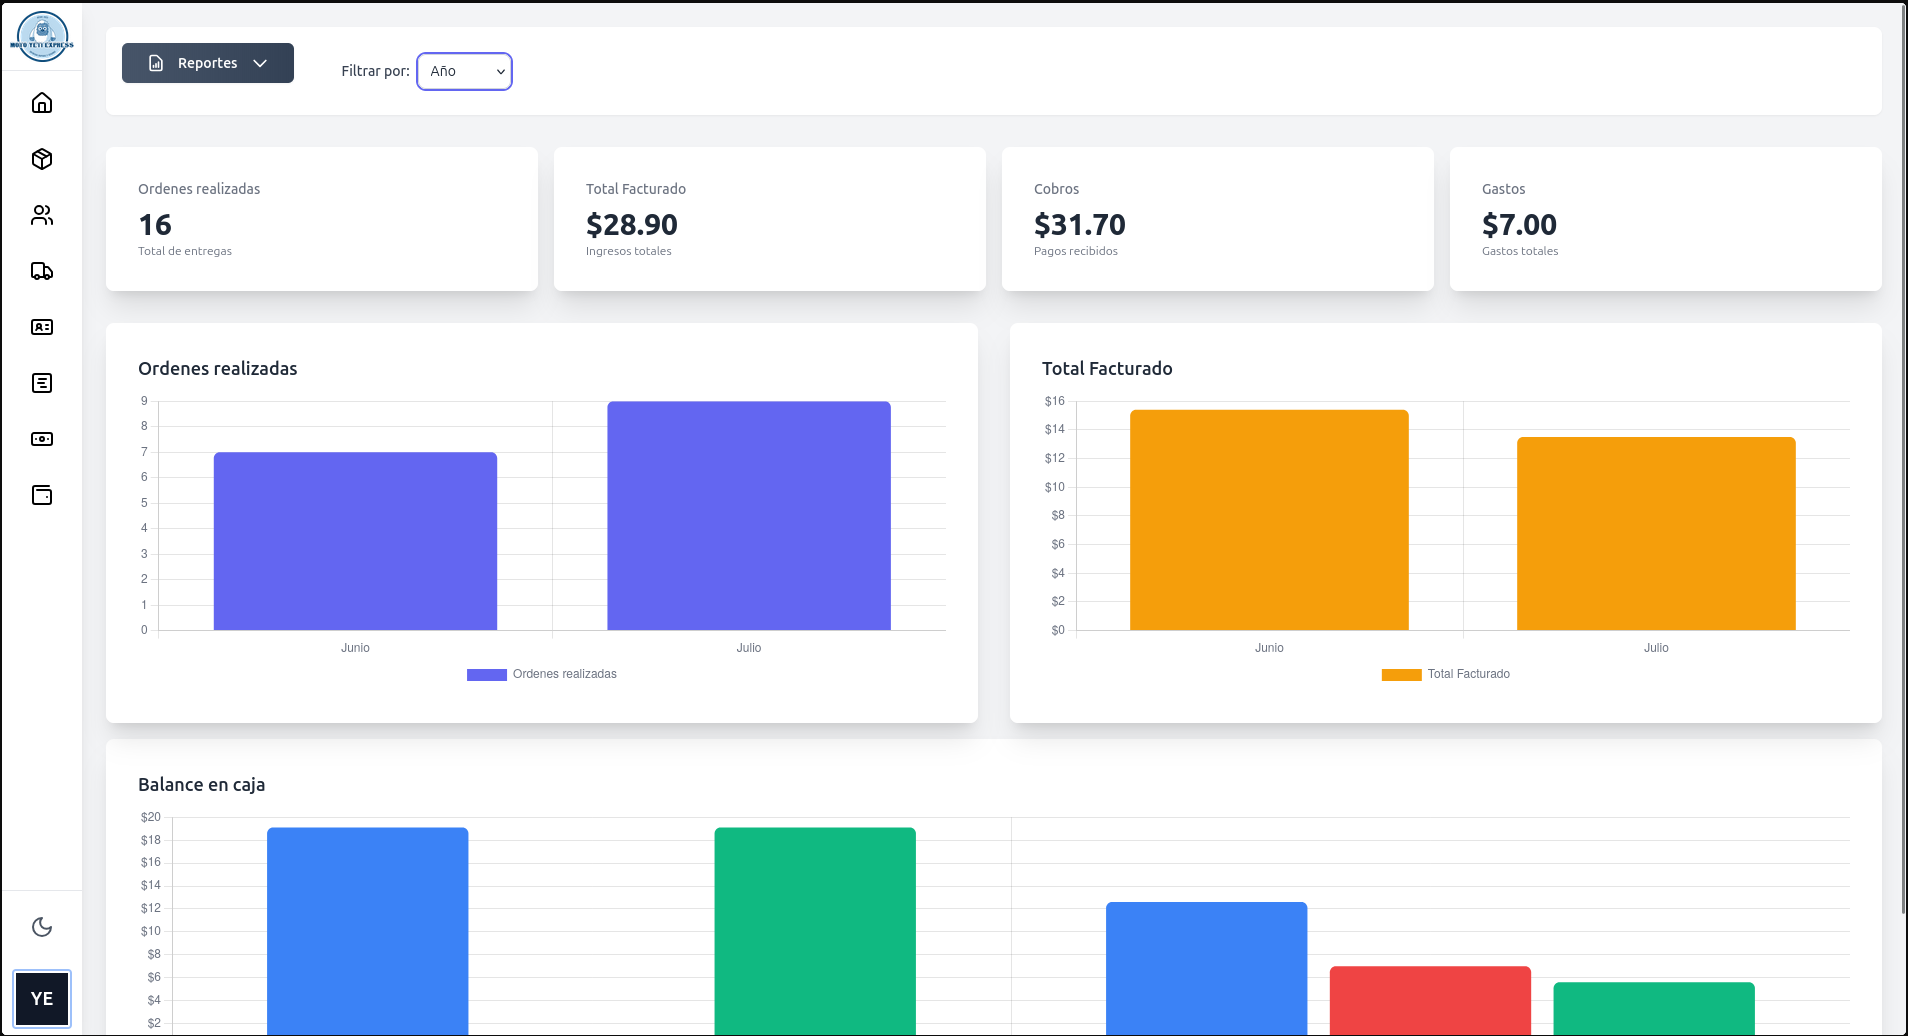 MOTO YETI EXPRESS
Reportes
Filtrar por: Año
Ordenes realizadas
16
Total de entregas
Total Facturado
$28.90
Ingresos totales
Cobros
$31.70
Pagos recibidos
Gastos
$7.00
Gastos totales
Ordenes realizadas
9
8
7
6
5
4
3
2
1
0
Junio Julio
Ordenes realizadas
Total Facturado
$16
$14
$12
$10
$8
$6
$4
$2
$0
Junio Julio
Total Facturado
Balance en caja
$20
$18
$16
$14
$12
$10
$8
$6
$4
$2
YE